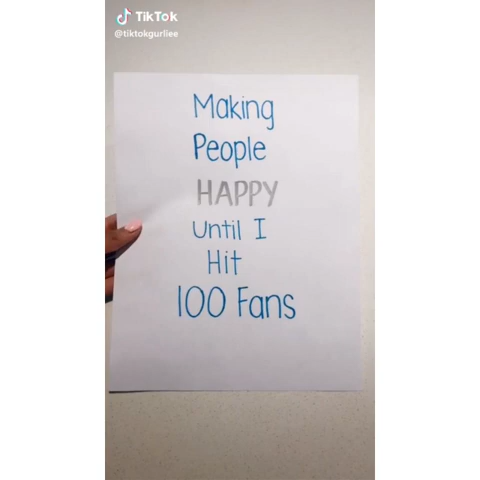 TikTok
@tiktokgurliee
Making
People
HAPPY
Until I
Hit
100 Fans